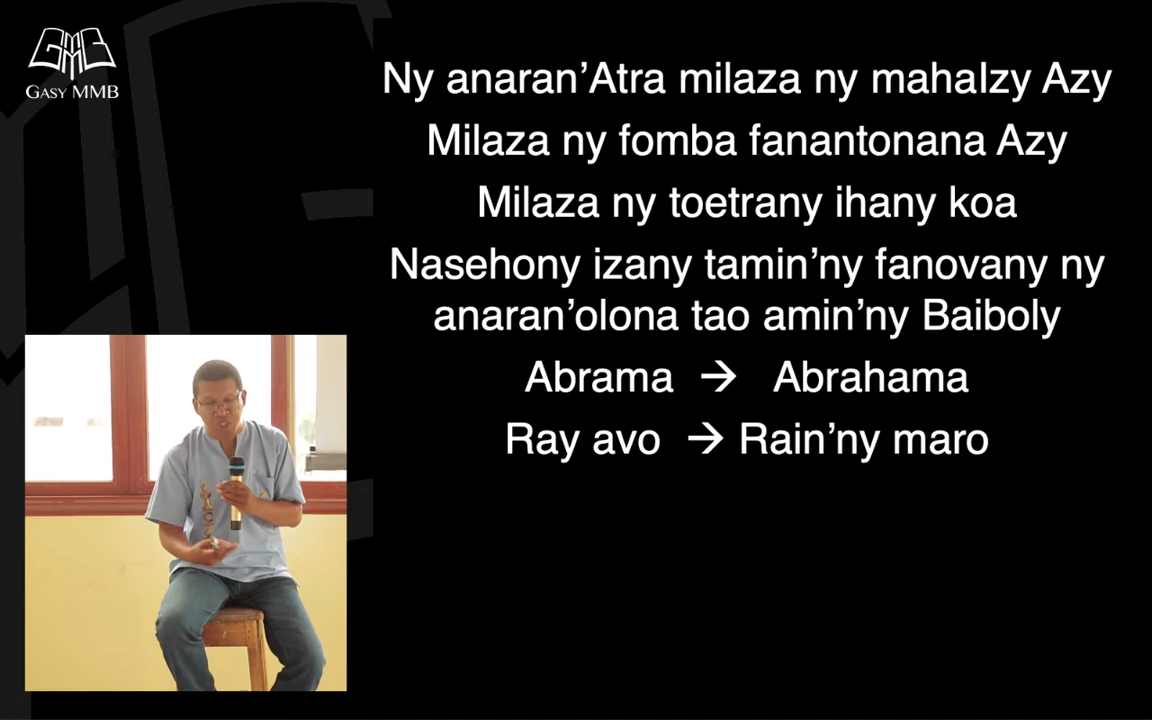 GMMB
GASY MMB
Ny anaran’Atra milaza ny mahaIzy Azy
Milaza ny fomba fanantonana Azy
Milaza ny toetrany ihany koa
Nasehony izany tamin’ny fanovany ny
anaran’olona tao amin’ny Baiboly
Abrama → Abrahama
Ray avo → Rain’ny maro